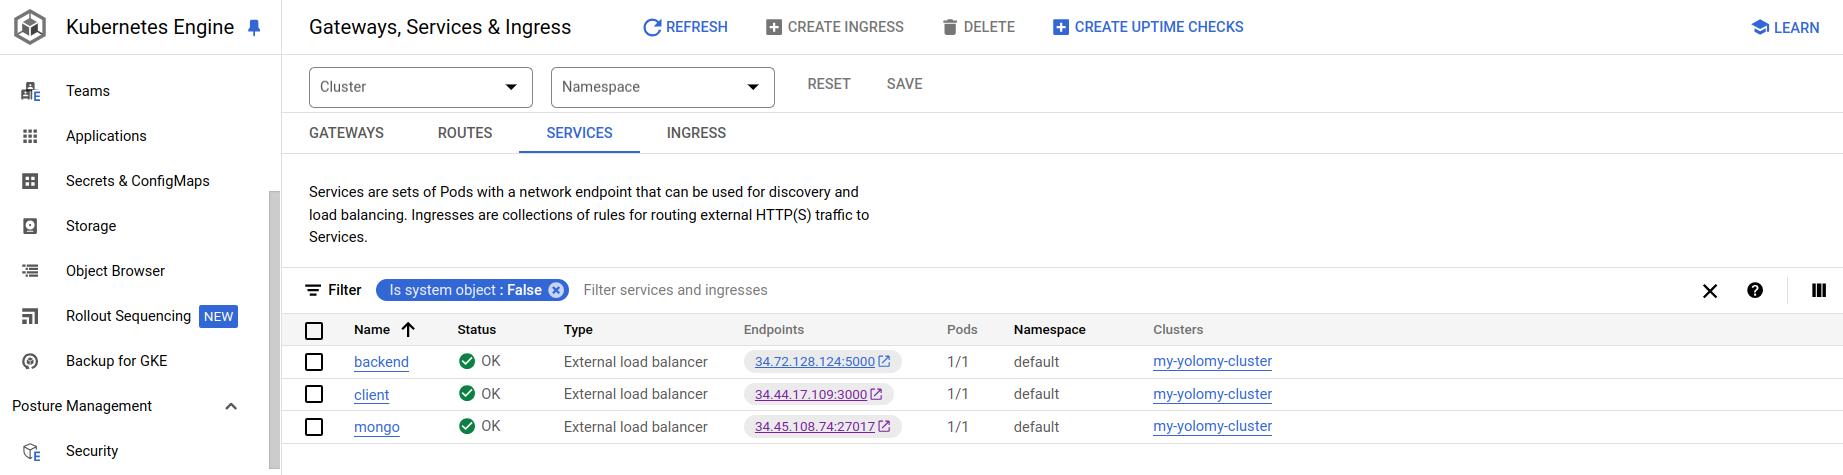 Kubernetes Engine
Gateways, Services & Ingress
REFRESH
CREATE INGRESS
DELETE
CREATE UPTIME CHECKS
LEARN
Teams
Applications
Secrets & ConfigMaps
Storage
Object Browser
Rollout Sequencing NEW
Backup for GKE
Posture Management
Security
Cluster
Namespace
RESET
SAVE
GATEWAYS
ROUTES
SERVICES
INGRESS
Services are sets of Pods with a network endpoint that can be used for discovery and
load balancing. Ingresses are collections of rules for routing external HTTP(S) traffic to
Services.
Filter Is system object : False Filter services and ingresses
Name Status Type Endpoints Pods Namespace Clusters
backend OK External load balancer 34.72.128.124:5000 1/1 default my-yolomy-cluster
client OK External load balancer 34.44.17.109:3000 1/1 default my-yolomy-cluster
mongo OK External load balancer 34.45.108.74:27017 1/1 default my-yolomy-cluster